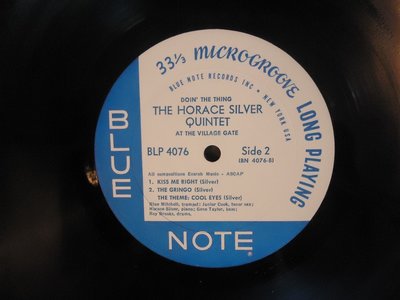 33⅓ MICROGROOVE LONG PLAYING
BLUE NOTE RECORDS INC • NEW YORK USA
DOIN' THE THING
THE HORACE SILVER
QUINTET
AT THE VILLAGE GATE
BLP 4076 Side 2
(BN 4076-B)
All compositions Ecaroh Music - ASCAP
1. KISS ME RIGHT (Silver)
2. THE GRINGO (Silver)
THE THEME: COOL EYES (Silver)
Blue Mitchell, trumpet; Junior Cook, tenor sax;
Horace Silver, piano; Gene Taylor, bass;
Roy Brooks, drums.
BLUE
NOTE®